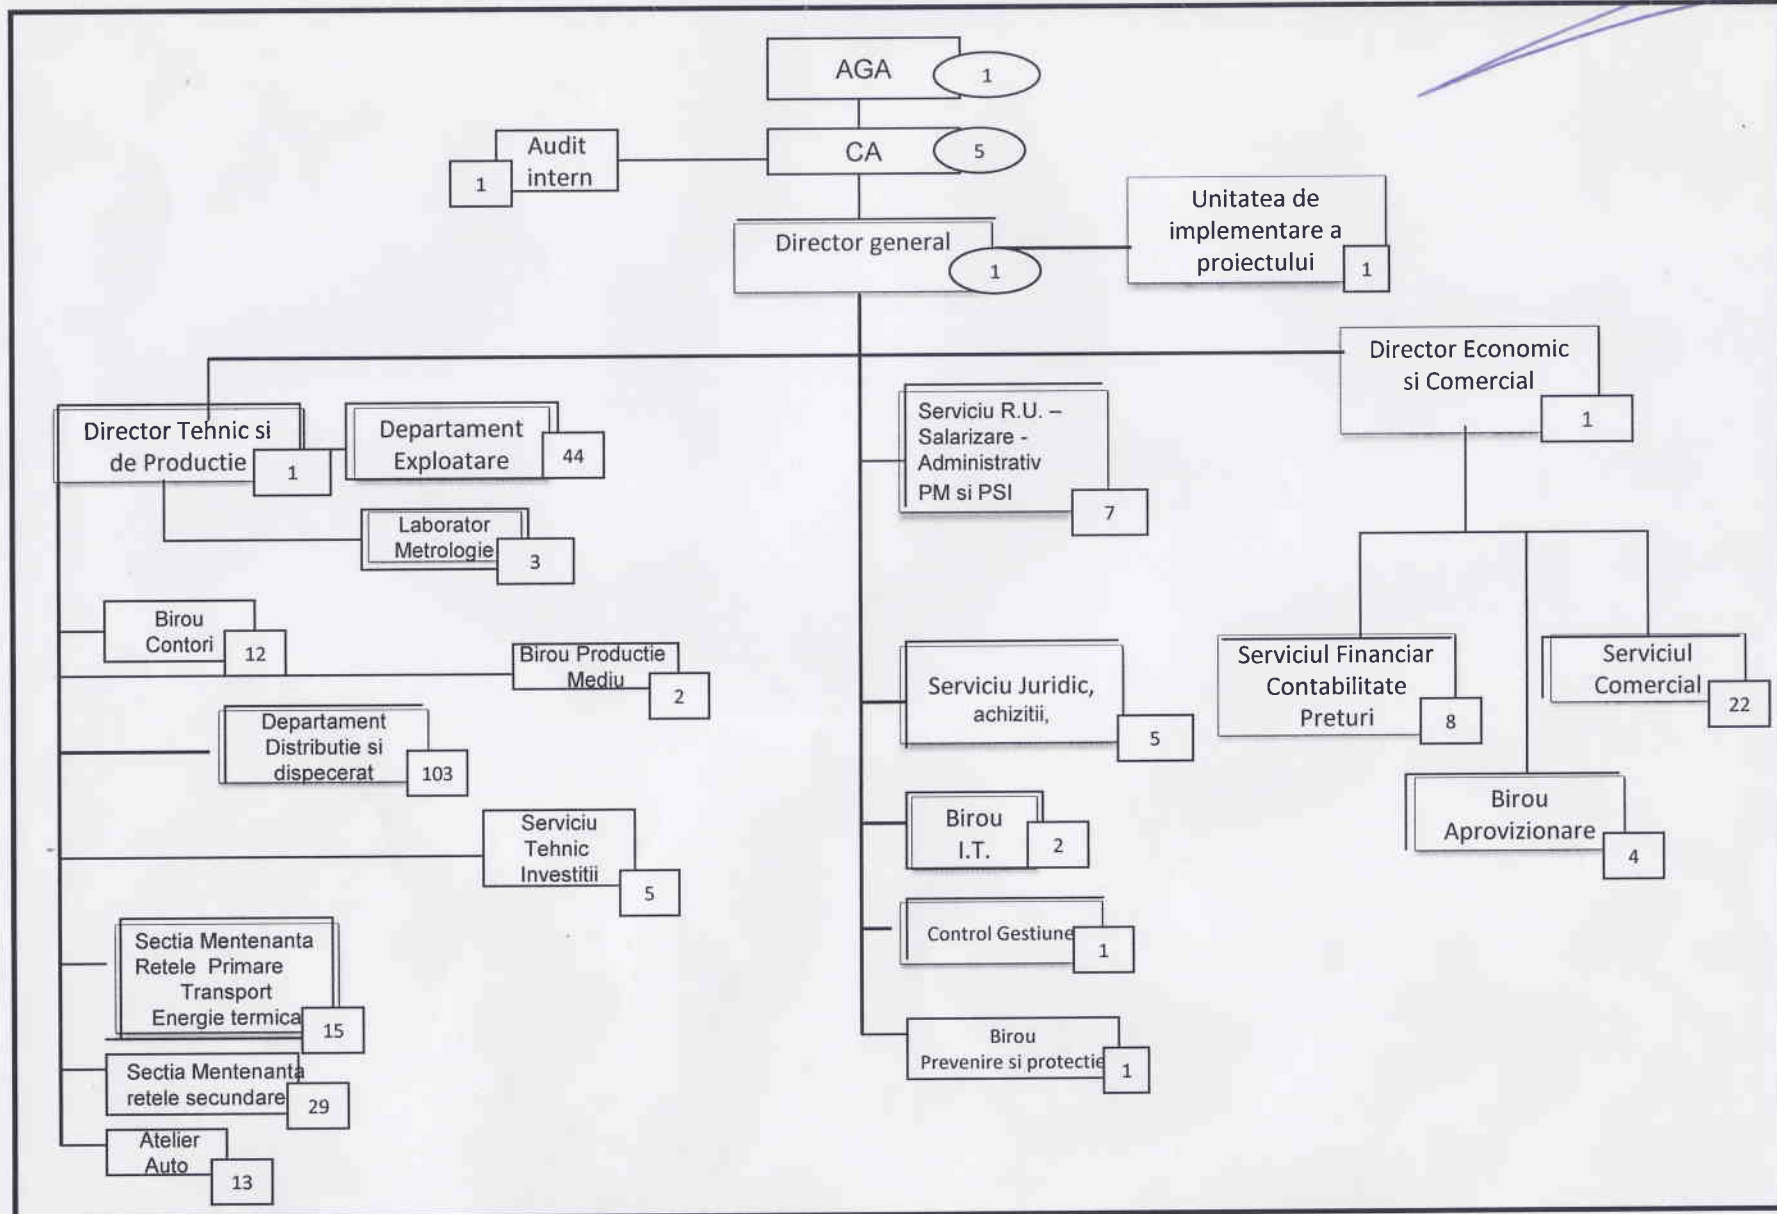 AGA
1
CA
5
Audit
intern
1
Director general
1
Unitatea de
implementare a
proiectului
1
Director Economic
si Comercial
1
Director Tehnic si
de Productie
1
Departament
Exploatare
44
Laborator
Metrologie
3
Birou
Contori
12
Birou Productie
Mediu
2
Departament
Distributie si
dispecerat
103
Serviciu
Tehnic
Investitii
5
Sectia Mentenanta
Retele Primare
Transport
Energie termica
15
Sectia Mentenanta
retele secundare
29
Atelier
Auto
13
Serviciu R.U. –
Salarizare -
Administrativ
PM si PSI
7
Serviciu Juridic,
achizitii,
5
Birou
I.T.
2
Control Gestiune
1
Birou
Prevenire si protectie
1
Serviciul Financiar
Contabilitate
Preturi
8
Serviciul
Comercial
22
Birou
Aprovizionare
4